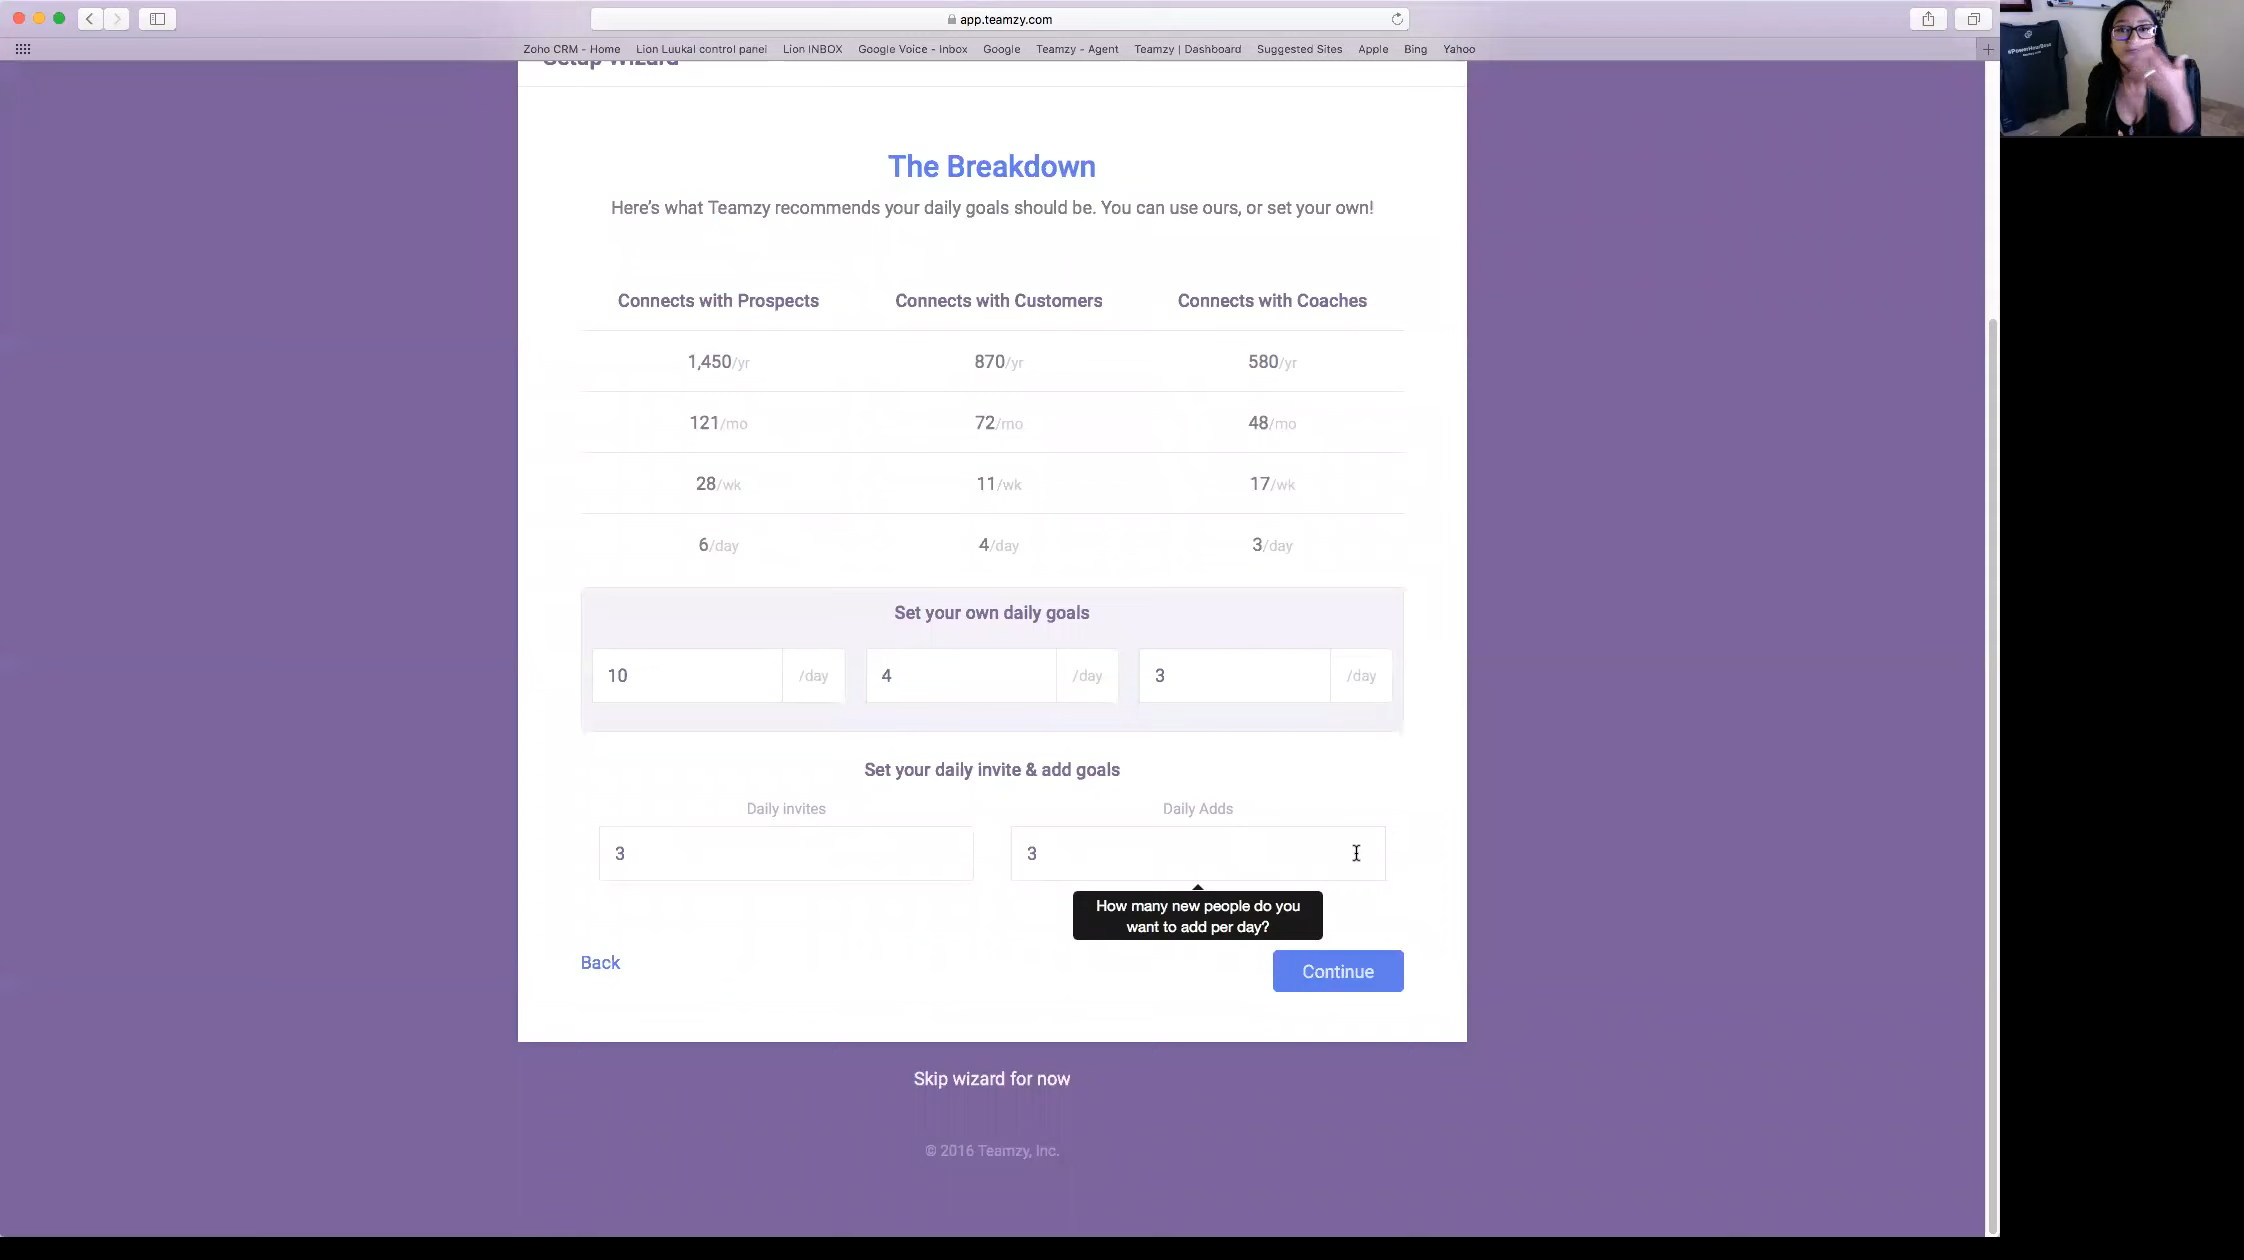 app.teamzy.com
Zoho CRM - Home Lion Luukal control panel Lion INBOX Google Voice - Inbox Google Teamzy - Agent Teamzy | Dashboard Suggested Sites Apple Bing Yahoo
Setup Wizard
The Breakdown
Here's what Teamzy recommends your daily goals should be. You can use ours, or set your own!
Connects with Prospects Connects with Customers Connects with Coaches
1,450/yr 870/yr 580/yr
121/mo 72/mo 48/mo
28/wk 11/wk 17/wk
6/day 4/day 3/day
Set your own daily goals
10 /day 4 /day 3 /day
Set your daily invite & add goals
Daily invites Daily Adds
3 3
How many new people do you
want to add per day?
Back Continue
Skip wizard for now
© 2016 Teamzy, Inc.